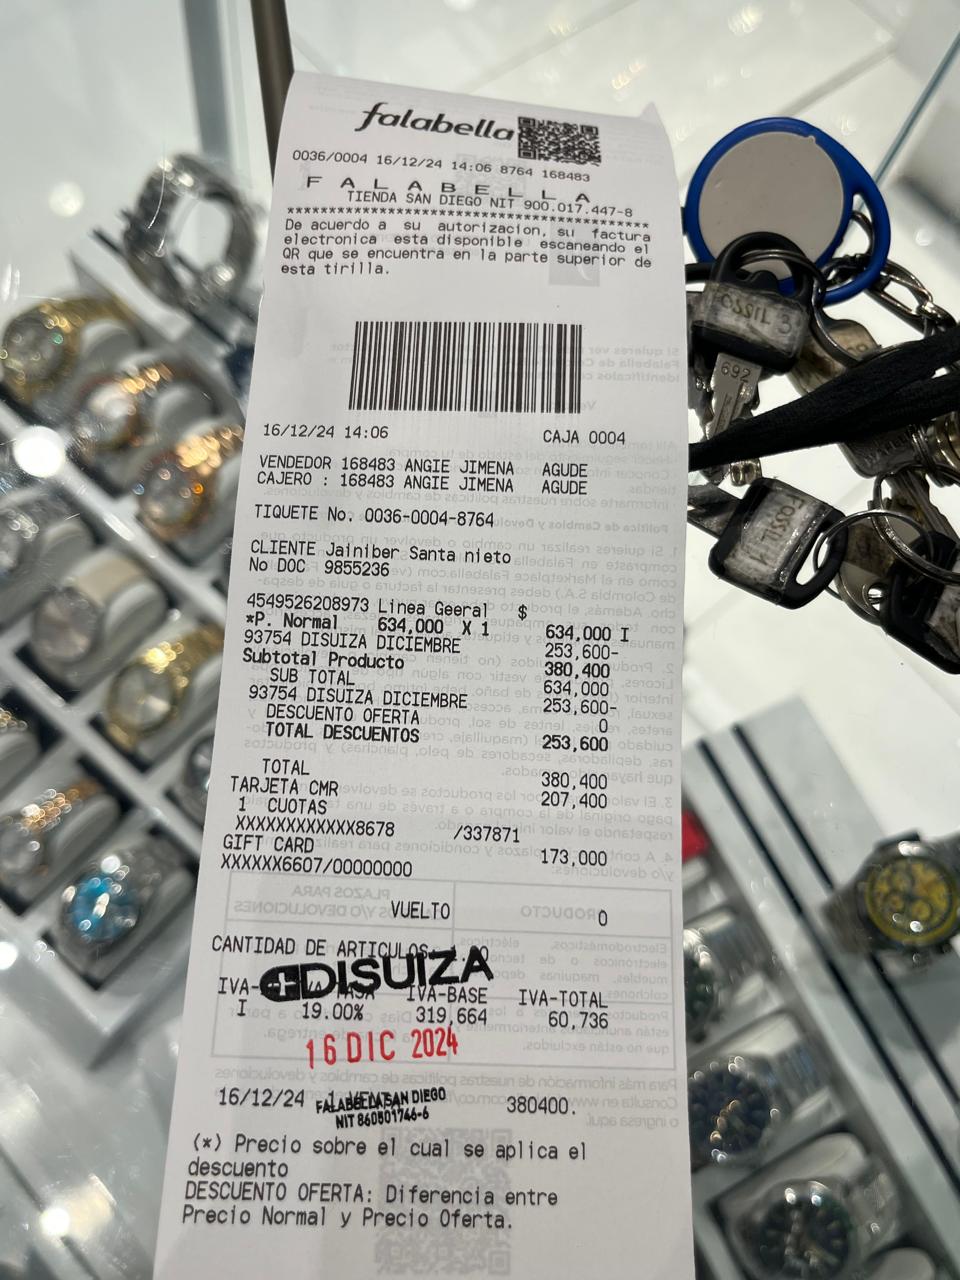 falabella
0036/0004 16/12/24 14:06 8764 168483
F A L A B E L L A
TIENDA SAN DIEGO NIT 900.017.447-8
****************************************
De acuerdo a su autorizacion, su factura
electronica esta disponible escaneando el
QR que se encuentra en la parte superior de
esta tirilla.
16/12/24 14:06 CAJA 0004
VENDEDOR 168483 ANGIE JIMENA AGUDE
CAJERO : 168483 ANGIE JIMENA AGUDE
TIQUETE No. 0036-0004-8764
CLIENTE Jainiber Santa nieto
No DOC 9855236
4549526208973 Linea Geeral $
*P. Normal 634,000 X 1 634,000 I
93754 DISUIZA DICIEMBRE 253,600-
Subtotal Producto 380,400
SUB TOTAL 634,000
93754 DISUIZA DICIEMBRE 253,600-
DESCUENTO OFERTA 0
TOTAL DESCUENTOS 253,600
TOTAL 380,400
TARJETA CMR 207,400
1 CUOTAS
XXXXXXXXXXXX8678 /337871
GIFT CARD 173,000
XXXXXX6607/00000000
VUELTO 0
CANTIDAD DE ARTICULOS
DISUIZA
IVA- IVA-BASE IVA-TOTAL
I 19.00% 319,664 60,736
16 DIC 2024
16/12/24 380400.
FALABELLA SAN DIEGO
NIT 860501746-6
(*) Precio sobre el cual se aplica el
descuento
DESCUENTO OFERTA: Diferencia entre
Precio Normal y Precio Oferta.
FOSSIL 3
692
FOSSIL